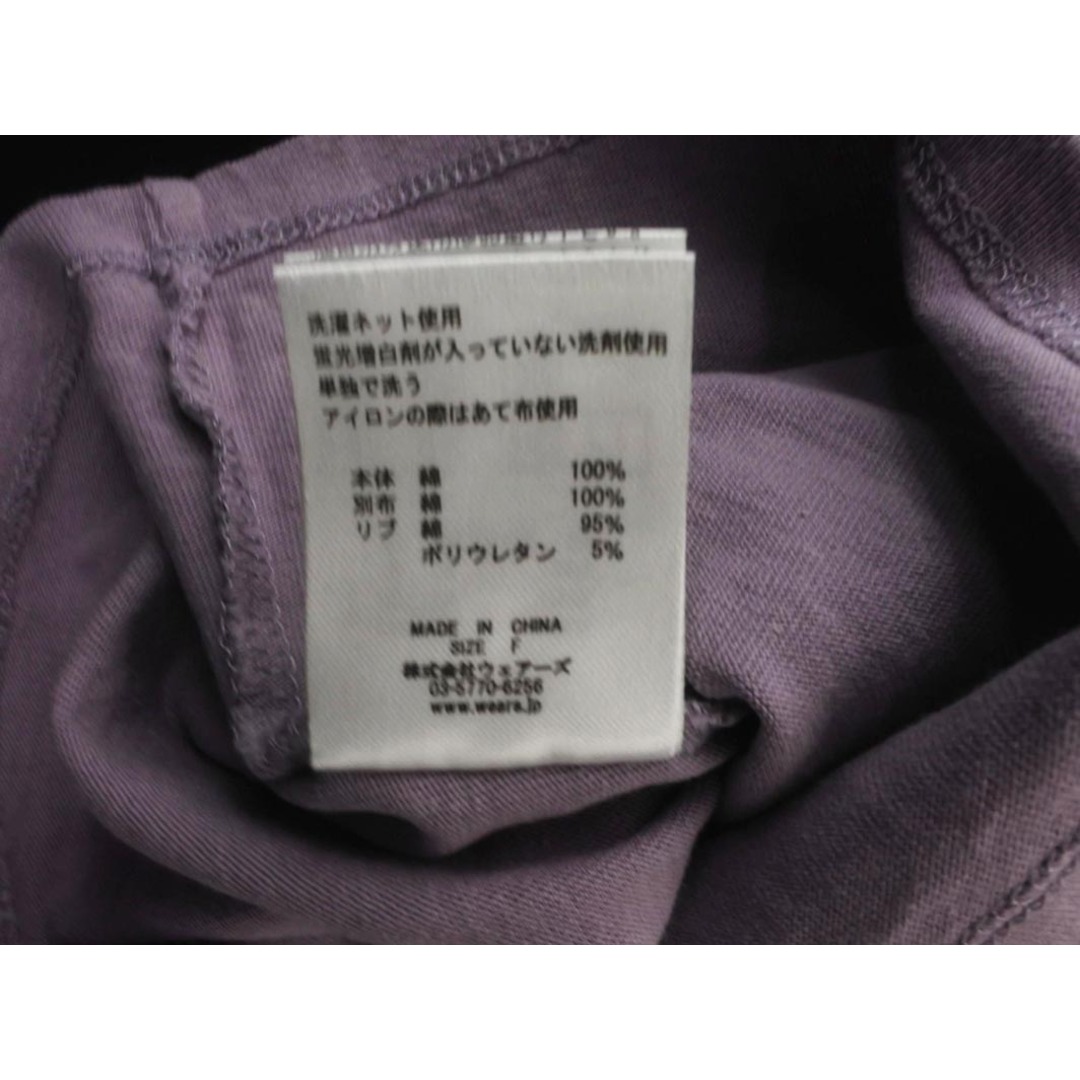 洗濯ネット使用
蛍光増白剤が入っていない洗剤使用
単独で洗う
アイロンの際はあて布使用
本体 綿 100%
別布 綿 100%
リブ 綿 95%
ポリウレタン 5%
MADE IN CHINA
SIZE F
株式会社ウェアーズ
03-5770-6256
www.wears.jp